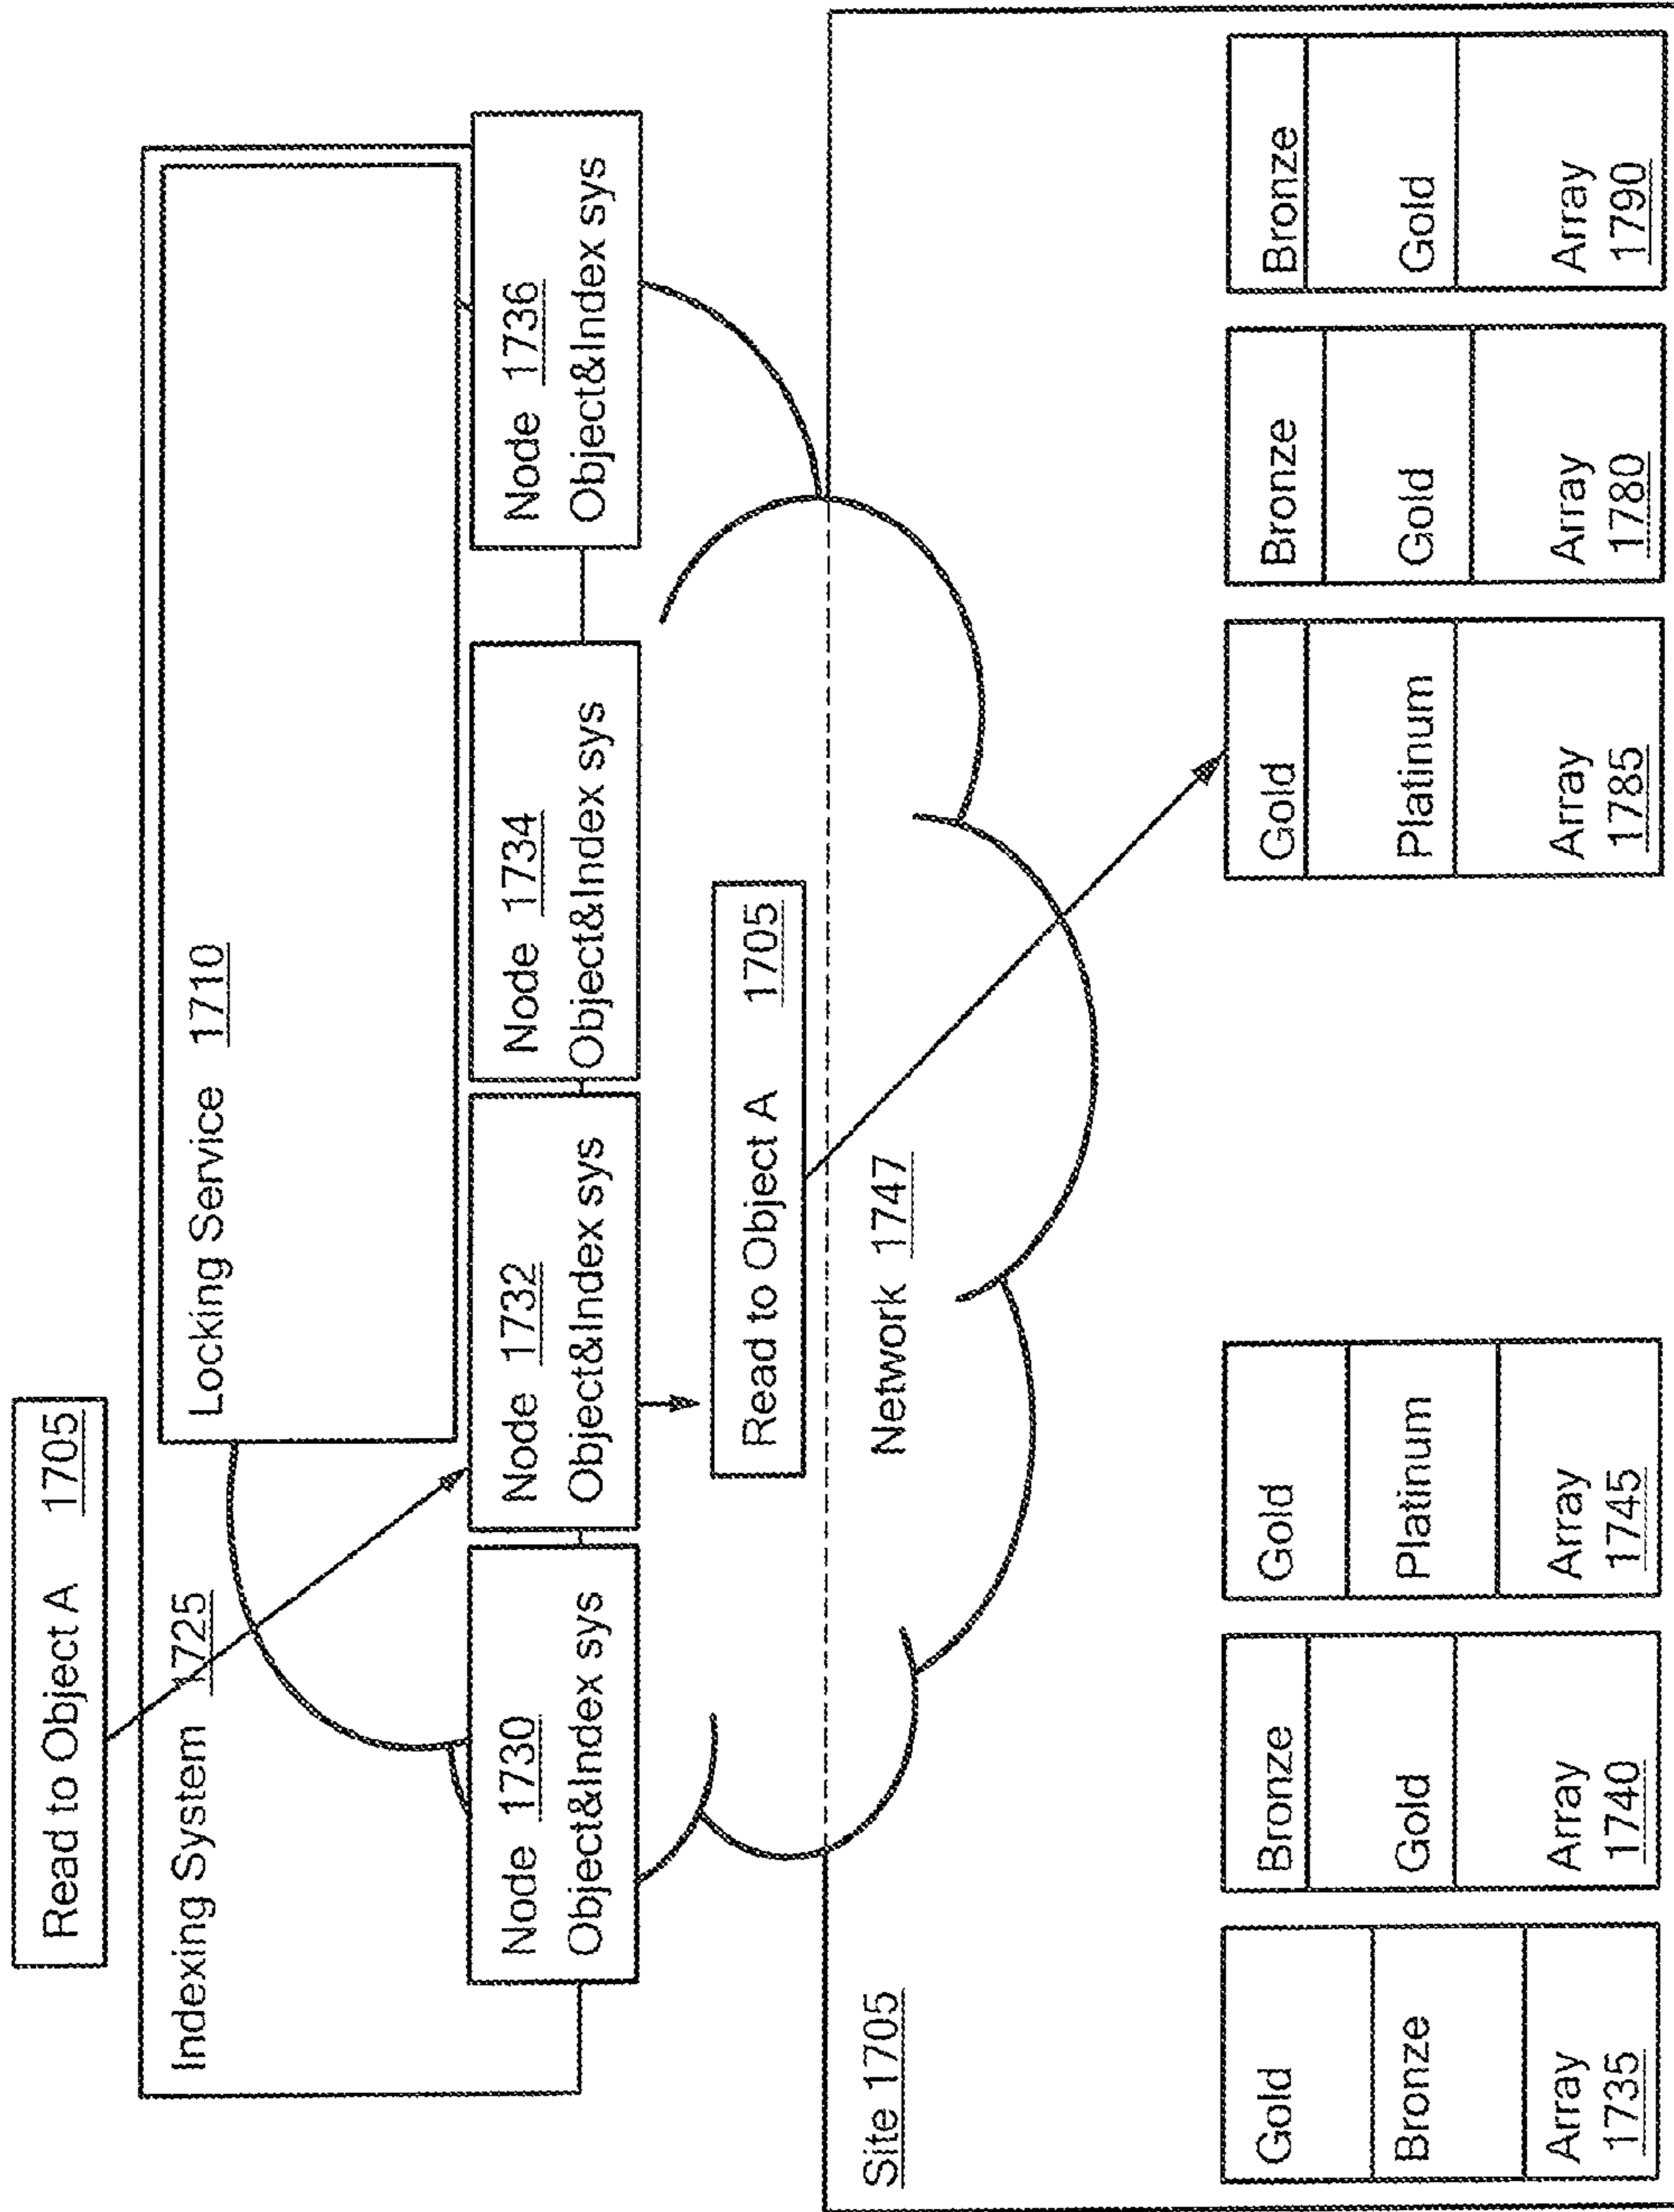 Read to Object A 1705
Indexing System 1725
Locking Service 1710
Node 1730
Object&Index sys
Node 1732
Object&Index sys
Node 1734
Object&Index sys
Node 1736
Object&Index sys
Read to Object A 1705
Network 1747
Site 1705
Gold
Bronze
Array
1735
Bronze
Gold
Array
1740
Gold
Platinum
Array
1745
Gold
Platinum
Array
1785
Bronze
Gold
Array
1780
Bronze
Gold
Array
1790